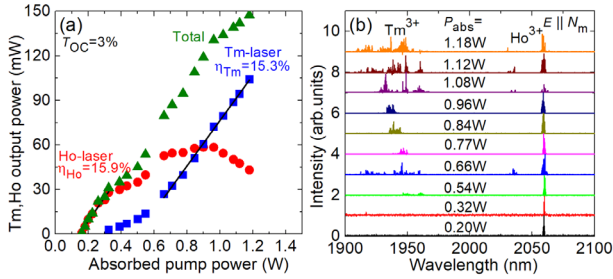 (a)
T_OC=3%
Total
Tm-laser
η_Tm=15.3%
Ho-laser
η_Ho=15.9%
Tm,Ho output power (mW)
150
120
90
60
30
0
0.0 0.2 0.4 0.6 0.8 1.0 1.2 1.4
Absorbed pump power (W)
(b)
Tm³⁺
P_abs=
Ho³⁺
E || N_m
1.18W
1.12W
1.08W
0.96W
0.84W
0.77W
0.66W
0.54W
0.32W
0.20W
Intensity (arb.units)
10
8
6
4
2
0
1900 1950 2000 2050 2100
Wavelength (nm)